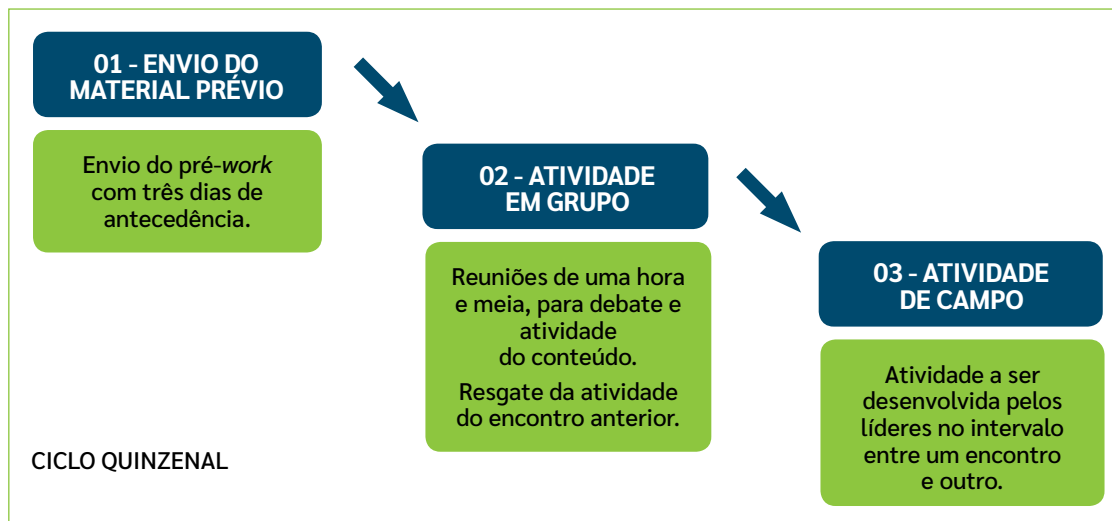 01 - ENVIO DO
MATERIAL PRÉVIO
Envio do pré-work
com três dias de
antecedência.
02 - ATIVIDADE
EM GRUPO
Reuniões de uma hora
e meia, para debate e
atividade
do conteúdo.
Resgate da atividade
do encontro anterior.
03 - ATIVIDADE
DE CAMPO
Atividade a ser
desenvolvida pelos
líderes no intervalo
entre um encontro
e outro.
CICLO QUINZENAL